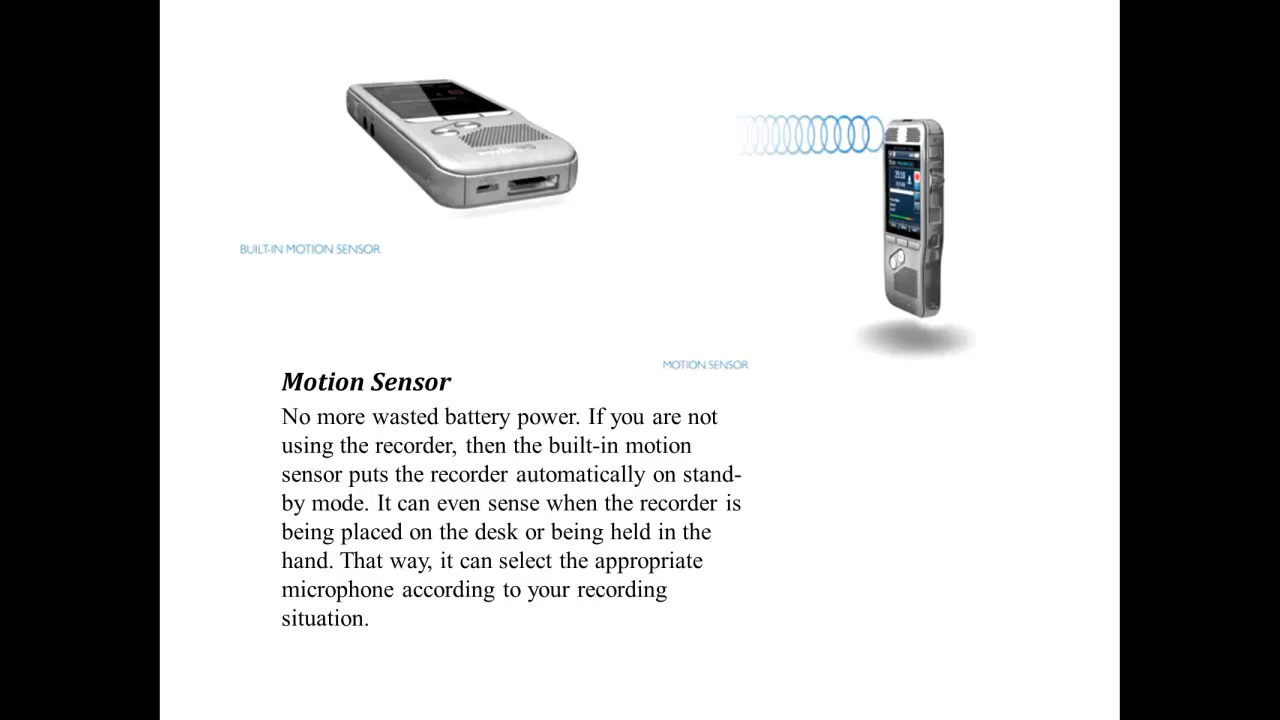 BUILT-IN MOTION SENSOR
MOTION SENSOR
Motion Sensor
No more wasted battery power. If you are not
using the recorder, then the built-in motion
sensor puts the recorder automatically on stand-
by mode. It can even sense when the recorder is
being placed on the desk or being held in the
hand. That way, it can select the appropriate
microphone according to your recording
situation.